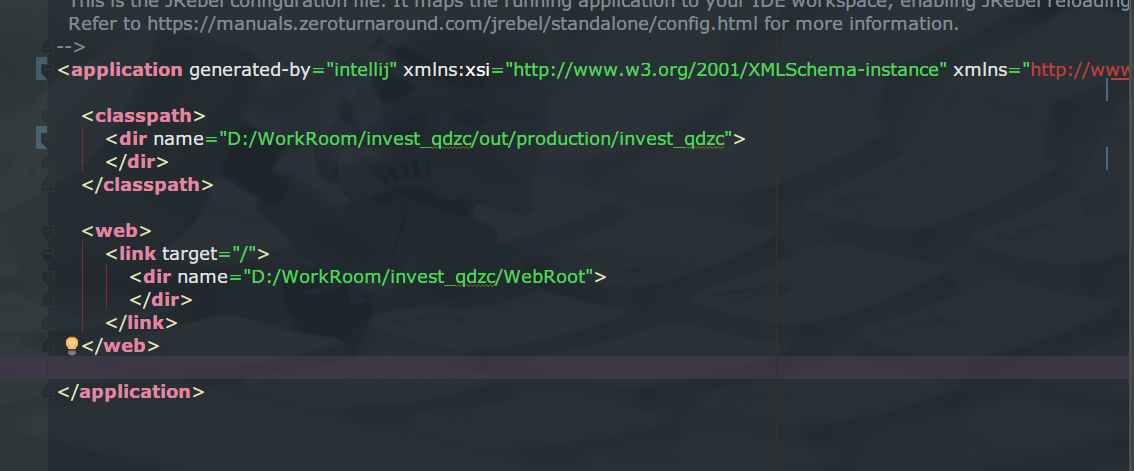 This is the JRebel configuration file. It maps the running application to your IDE workspace, enabling JRebel reloading
Refer to https://manuals.zeroturnaround.com/jrebel/standalone/config.html for more information.
-->
<application generated-by="intellij" xmlns:xsi="http://www.w3.org/2001/XMLSchema-instance" xmlns="http://www
<classpath>
<dir name="D:/WorkRoom/invest_qdzc/out/production/invest_qdzc">
</dir>
</classpath>
<web>
<link target="/">
<dir name="D:/WorkRoom/invest_qdzc/WebRoot">
</dir>
</link>
</web>
</application>